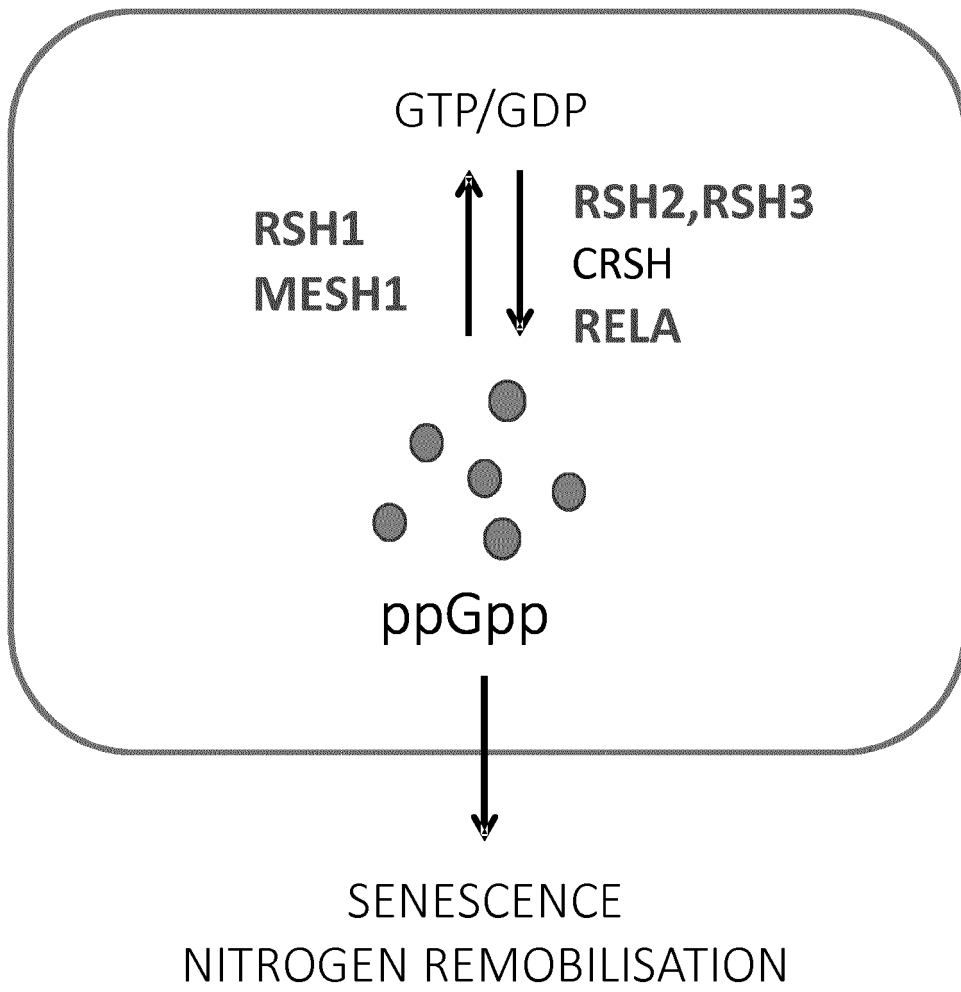 GTP/GDP
RSH1
MESH1
RSH2,RSH3
CRSH
RELA
ppGpp
SENESCENCE
NITROGEN REMOBILISATION